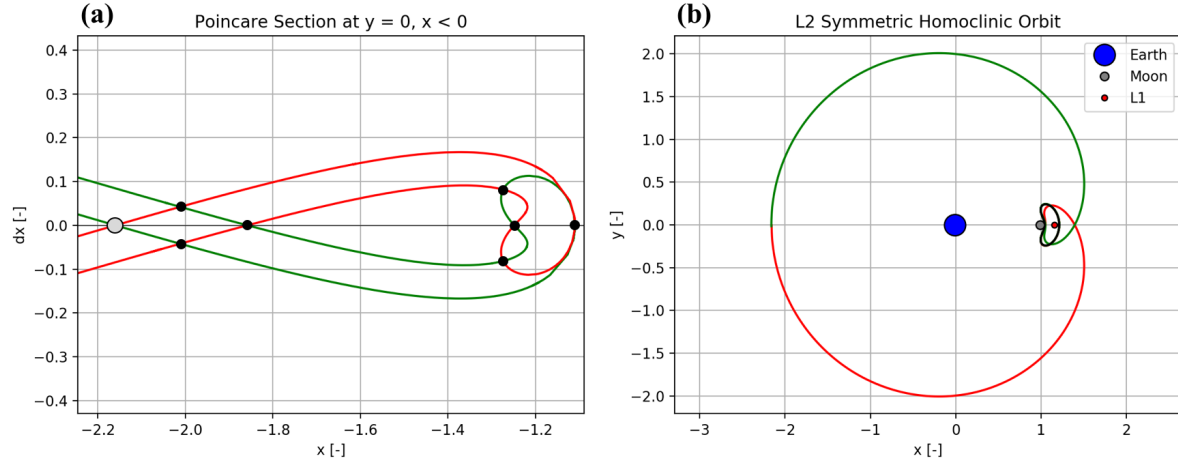 (a)
Poincare Section at y = 0, x < 0
0.4
0.3
0.2
0.1
0.0
−0.1
−0.2
−0.3
−0.4
dx [-]
−2.2
−2.0
−1.8
−1.6
−1.4
−1.2
x [-]
(b)
L2 Symmetric Homoclinic Orbit
2.0
1.5
1.0
0.5
0.0
−0.5
−1.0
−1.5
−2.0
y [-]
−3
−2
−1
0
1
2
x [-]
Earth
Moon
L1